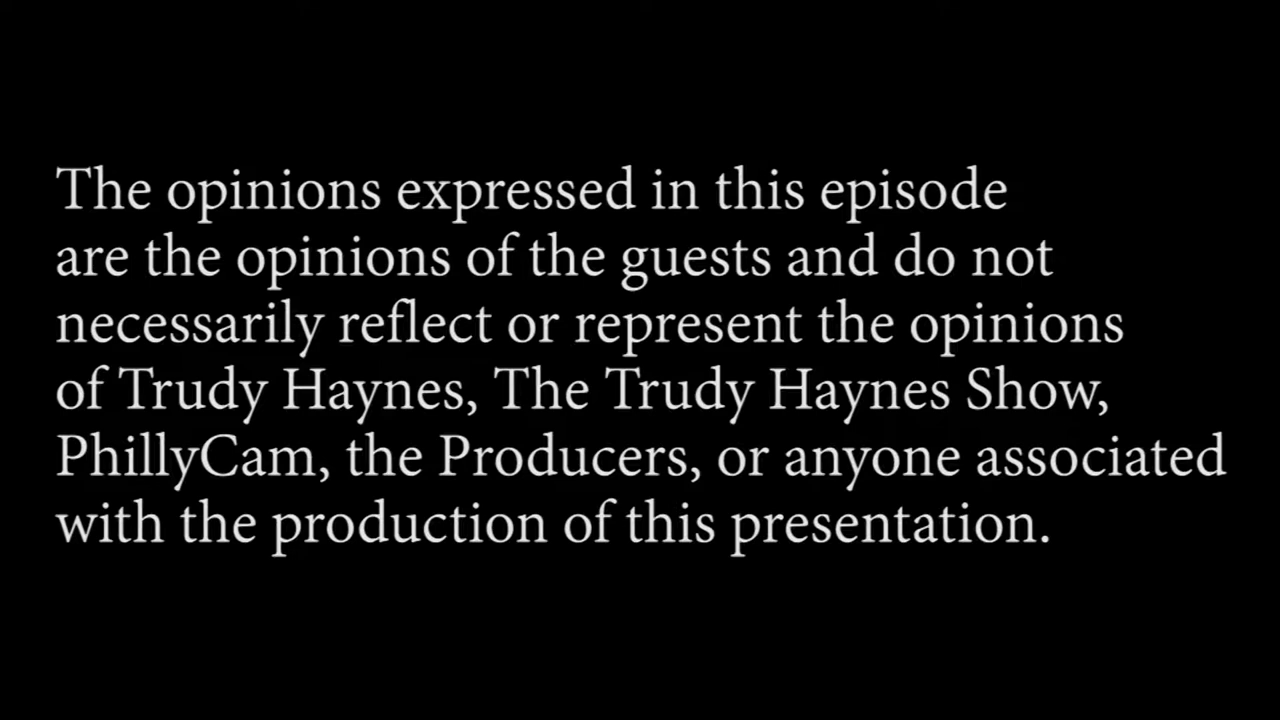 The opinions expressed in this episode
are the opinions of the guests and do not
necessarily reflect or represent the opinions
of Trudy Haynes, The Trudy Haynes Show,
PhillyCam, the Producers, or anyone associated
with the production of this presentation.